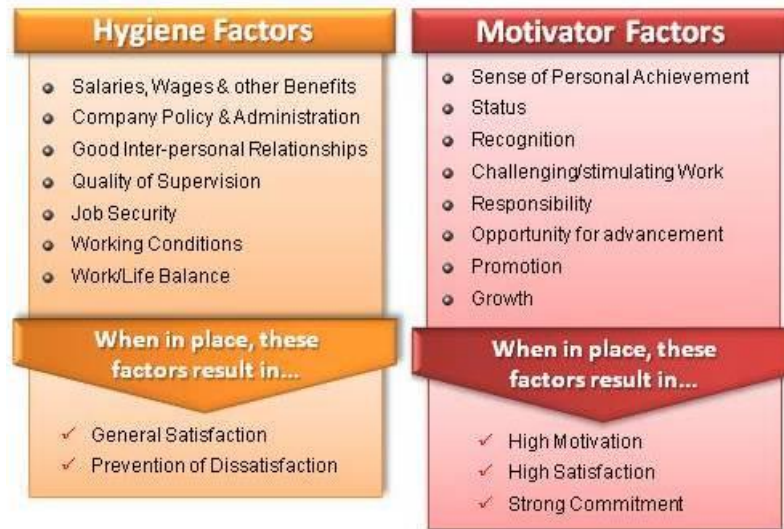 Hygiene Factors
Salaries, Wages & other Benefits
Company Policy & Administration
Good Inter-personal Relationships
Quality of Supervision
Job Security
Working Conditions
Work/Life Balance
When in place, these
factors result in...
General Satisfaction
Prevention of Dissatisfaction
Motivator Factors
Sense of Personal Achievement
Status
Recognition
Challenging/stimulating Work
Responsibility
Opportunity for advancement
Promotion
Growth
When in place, these
factors result in...
High Motivation
High Satisfaction
Strong Commitment